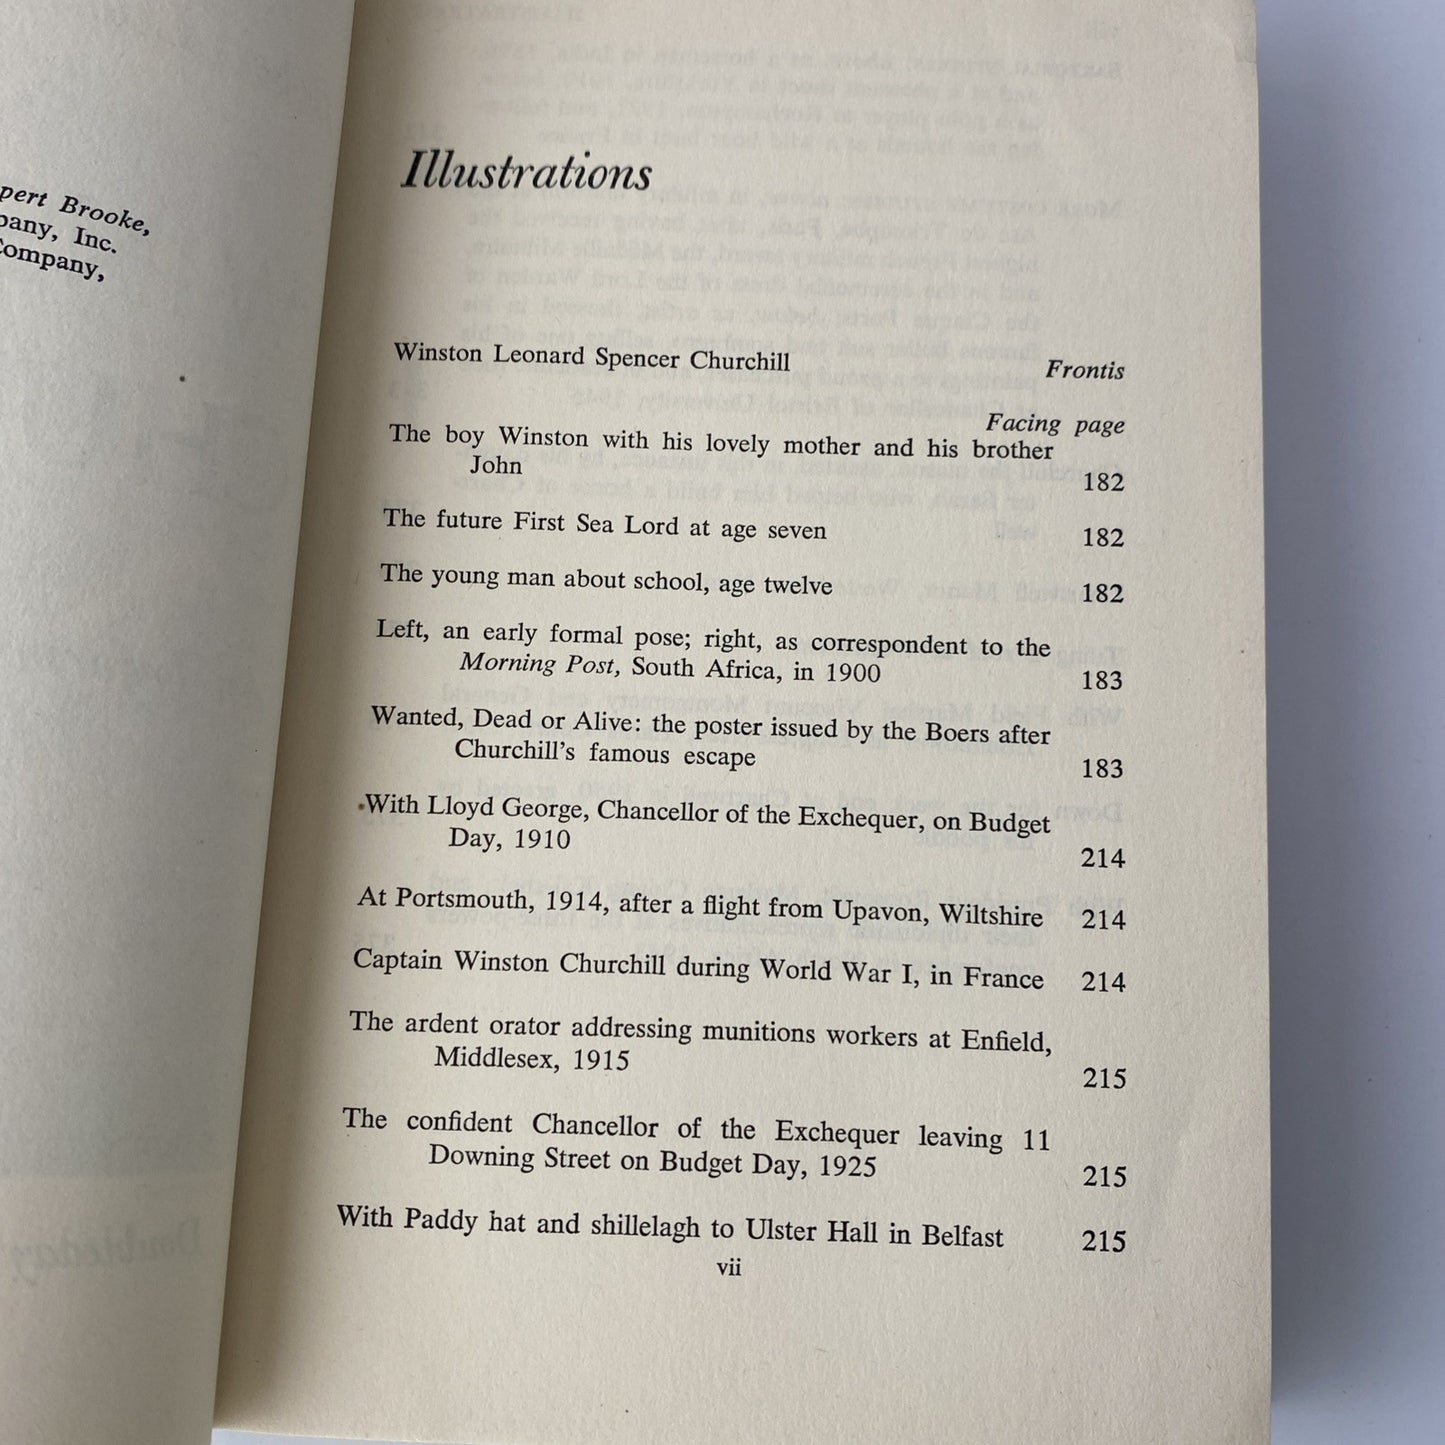 pert Brooke,
pany, Inc.
Company,
Illustrations
Winston Leonard Spencer Churchill Frontis
Facing page
The boy Winston with his lovely mother and his brother
John 182
The future First Sea Lord at age seven 182
The young man about school, age twelve 182
Left, an early formal pose; right, as correspondent to the
Morning Post, South Africa, in 1900 183
Wanted, Dead or Alive: the poster issued by the Boers after
Churchill's famous escape 183
With Lloyd George, Chancellor of the Exchequer, on Budget
Day, 1910 214
At Portsmouth, 1914, after a flight from Upavon, Wiltshire 214
Captain Winston Churchill during World War I, in France 214
The ardent orator addressing munitions workers at Enfield,
Middlesex, 1915 215
The confident Chancellor of the Exchequer leaving 11
Downing Street on Budget Day, 1925 215
With Paddy hat and shillelagh to Ulster Hall in Belfast 215
vii